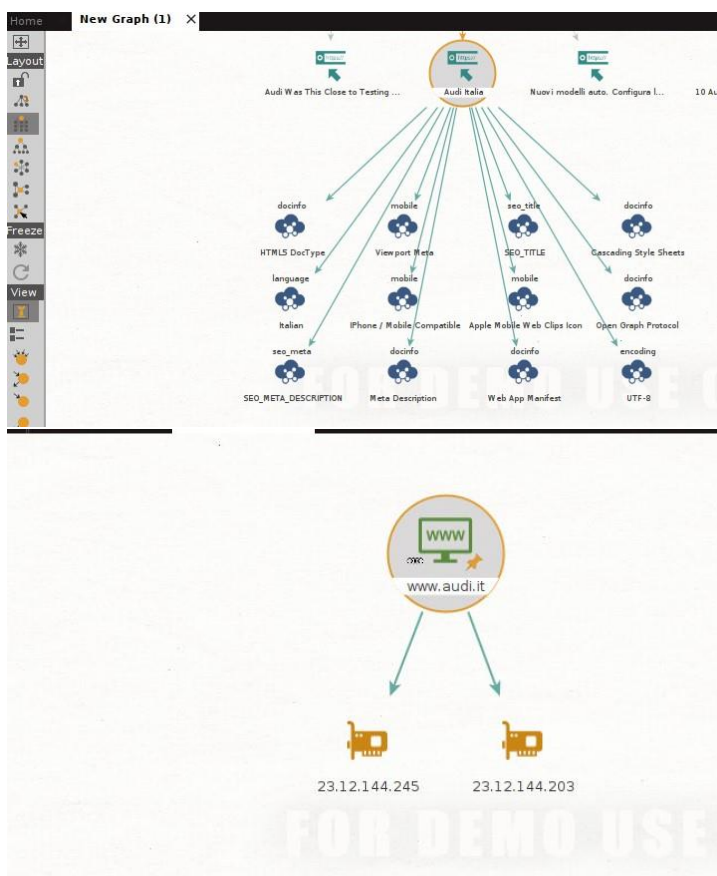 Home New Graph (1) X
Layout
Freeze
View
Audi Was This Close to Testing ... Audi Italia Nuovi modelli auto. Configura l... 10 Au
docinfo mobile seo_title docinfo
HTML5 DocType Viewport Meta SEO_TITLE Cascading Style Sheets
language mobile mobile docinfo
Italian IPhone / Mobile Compatible Apple Mobile Web Clips Icon Open Graph Protocol
seo_meta docinfo docinfo encoding
SEO_META_DESCRIPTION Meta Description Web App Manifest UTF-8
FOR DEMO USE O
WWW
www.audi.it
23.12.144.245 23.12.144.203
FOR DEMO USE